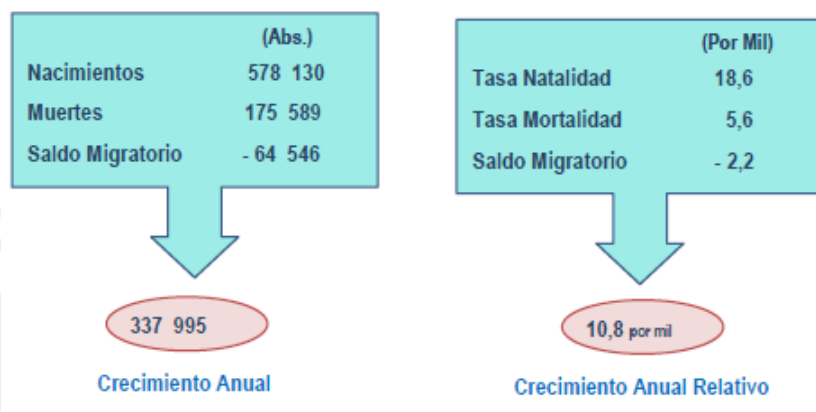 (Abs.)
Nacimientos 578 130
Muertes 175 589
Saldo Migratorio - 64 546
337 995
Crecimiento Anual
(Por Mil)
Tasa Natalidad 18,6
Tasa Mortalidad 5,6
Saldo Migratorio - 2,2
10,8 por mil
Crecimiento Anual Relativo